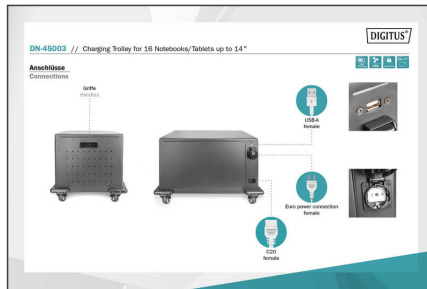 DIGITUS®
DN-45003 // Charging Trolley for 16 Notebooks/Tablets up to 14"
Anschlüsse
Connections
Griffe
Handles
USB-A
female
Euro power connection
female
C20
female